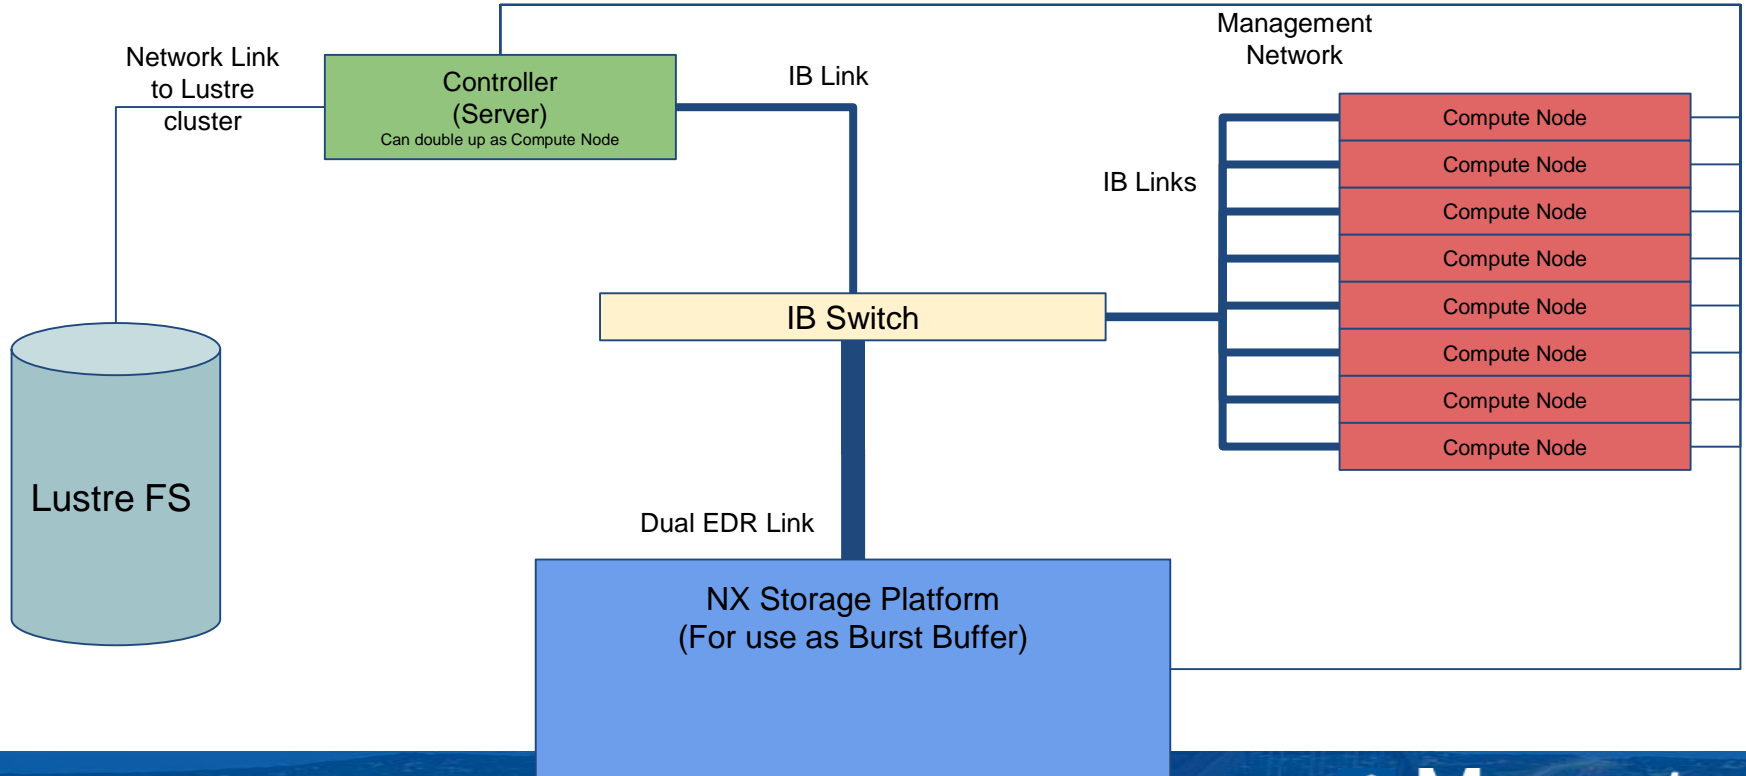 Management
Network
Network Link
to Lustre
cluster
Controller
(Server)
Can double up as Compute Node
IB Link
IB Links
Compute Node
Compute Node
Compute Node
Compute Node
Compute Node
Compute Node
Compute Node
Compute Node
IB Switch
Lustre FS
Dual EDR Link
NX Storage Platform
(For use as Burst Buffer)